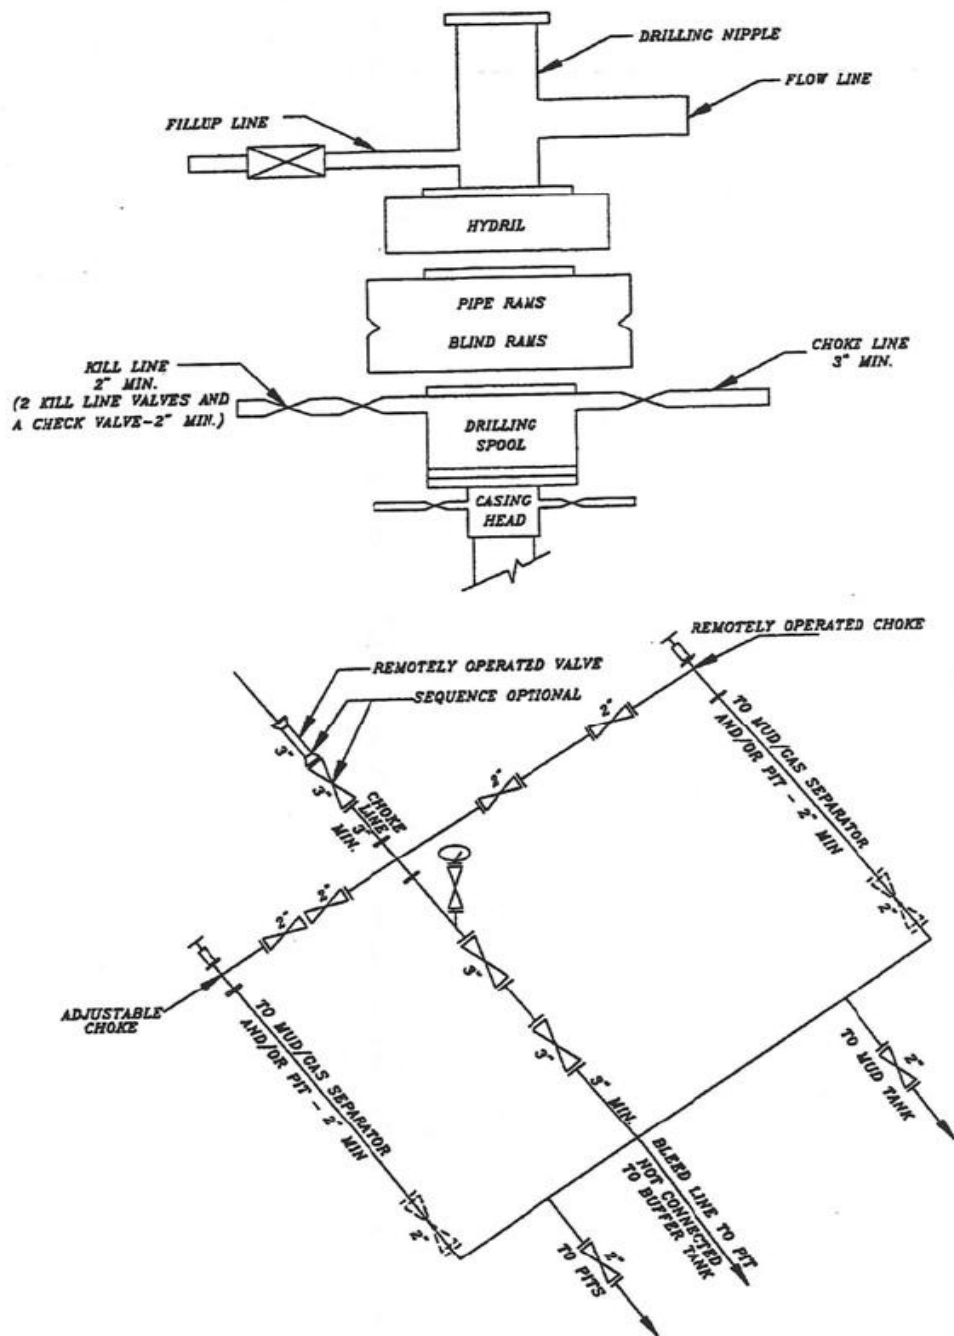 DRILLING NIPPLE
FLOW LINE
FILLUP LINE
HYDRIL
PIPE RAMS
BLIND RAMS
KILL LINE
2" MIN.
(2 KILL LINE VALVES AND
A CHECK VALVE-2" MIN.)
CHOKE LINE
3" MIN.
DRILLING
SPOOL
CASING
HEAD
REMOTELY OPERATED CHOKE
REMOTELY OPERATED VALVE
SEQUENCE OPTIONAL
3"
3"
CHOKE
LINE
3"
MIN.
2"
2"
TO MUD/GAS SEPARATOR
AND/OR PIT - 2" MIN
2"
2"
2"
3"
3"
3" MIN.
2"
ADJUSTABLE
CHOKE
TO MUD/GAS SEPARATOR
AND/OR PIT - 2" MIN
2"
2"
TO MUD TANK
BLEED LINE TO PIT
NOT CONNECTED
TO BUFFER TANK
2"
TO PITS